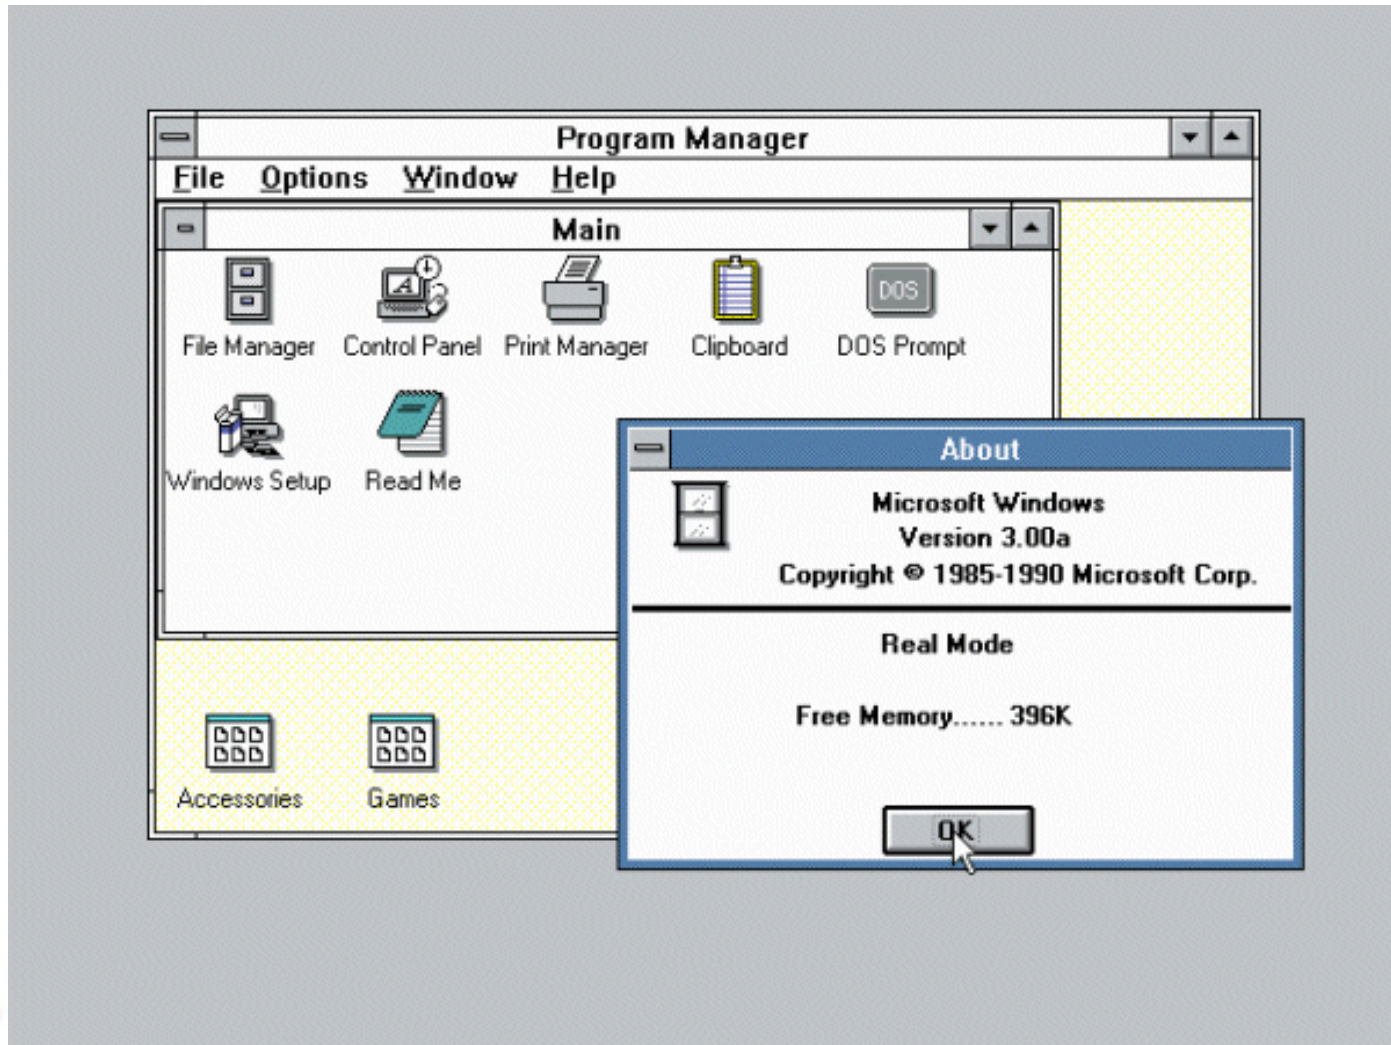 Program Manager
File Options Window Help
Main
A
DOS
File Manager Control Panel Print Manager Clipboard DOS Prompt
Windows Setup Read Me
Accessories Games
About
Microsoft Windows
Version 3.00a
Copyright © 1985-1990 Microsoft Corp.
Real Mode
Free Memory...... 396K
OK